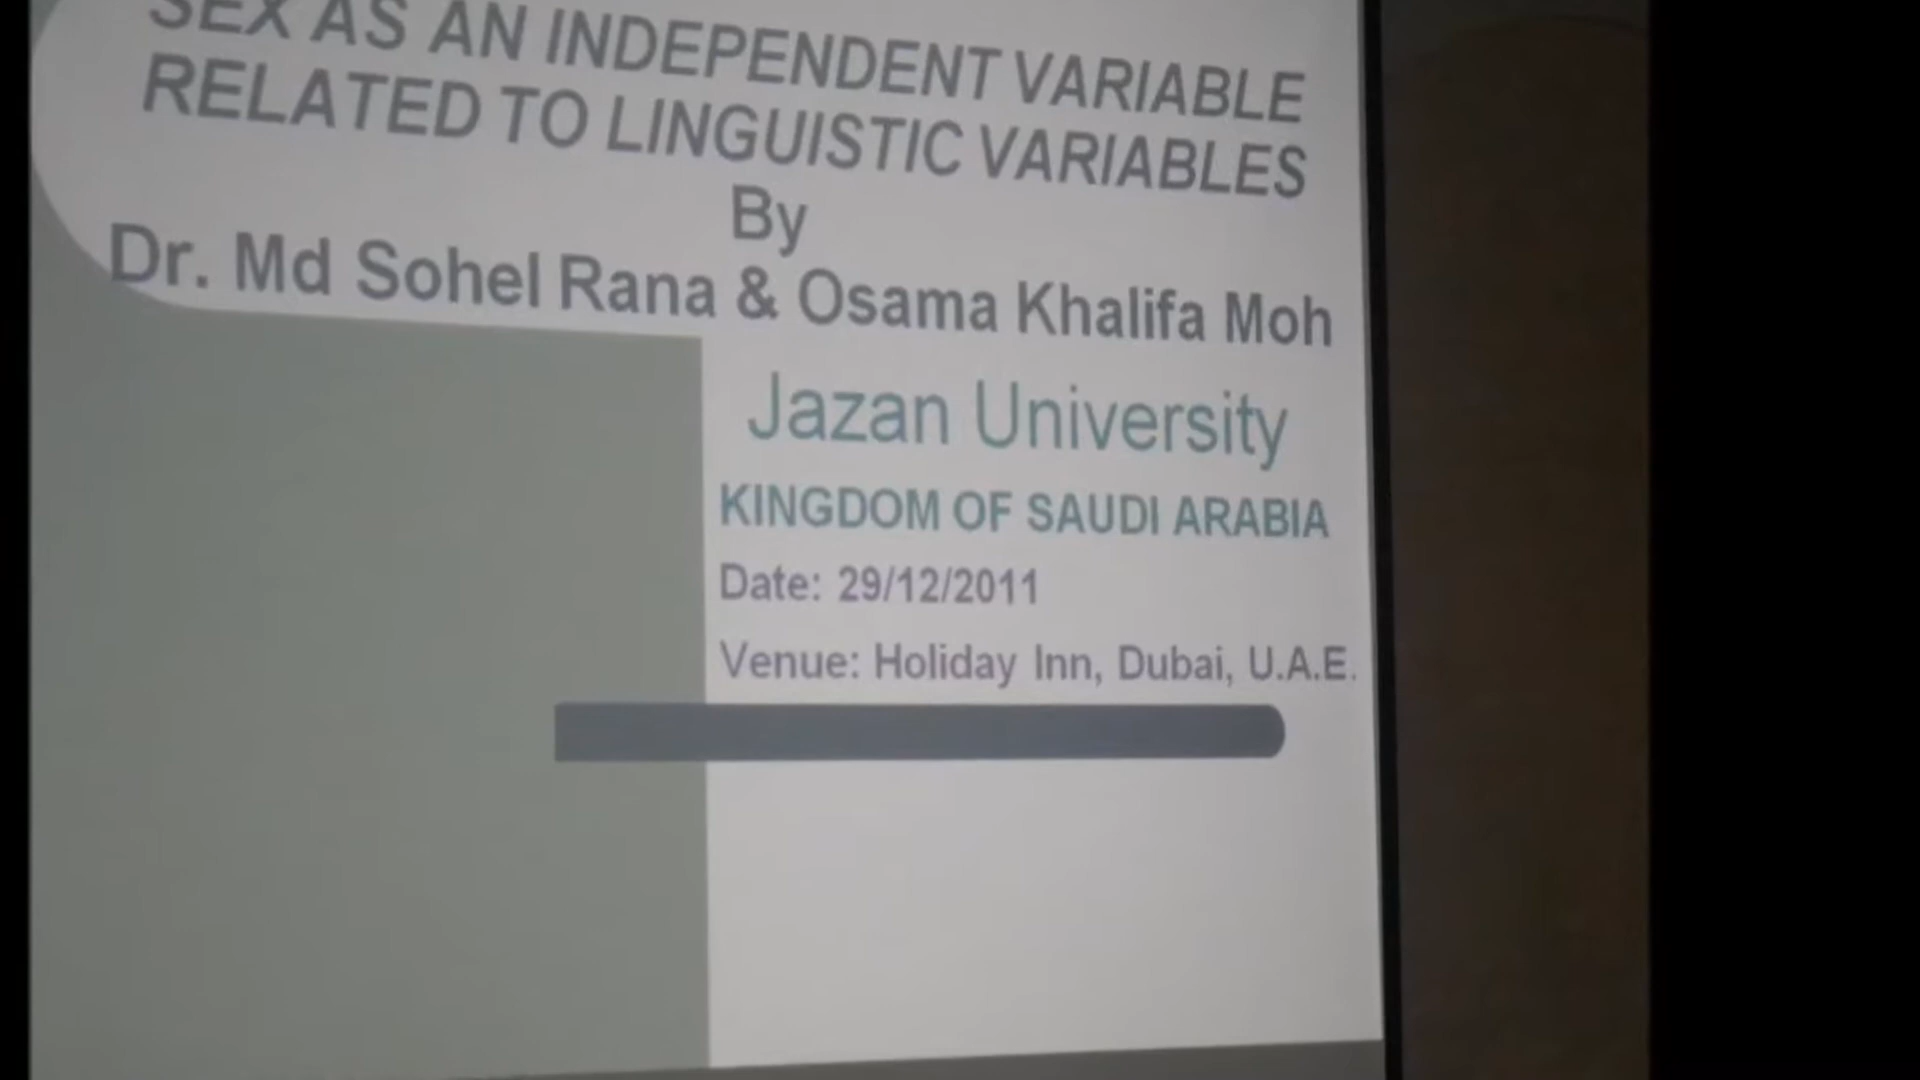 SEX AS AN INDEPENDENT VARIABLE
RELATED TO LINGUISTIC VARIABLES
By
Dr. Md Sohel Rana & Osama Khalifa Moh
Jazan University
KINGDOM OF SAUDI ARABIA
Date: 29/12/2011
Venue: Holiday Inn, Dubai, U.A.E.